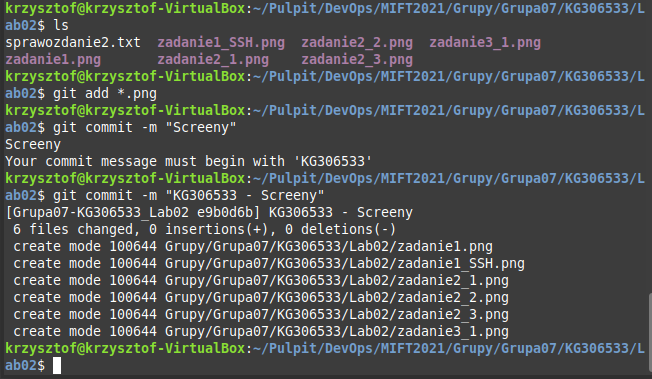 krzysztof@krzysztof-VirtualBox:~/Pulpit/DevOps/MIFT2021/Grupy/Grupa07/KG306533/L
ab02$ ls
sprawozdanie2.txt  zadanie1_SSH.png  zadanie2_2.png  zadanie3_1.png
zadanie1.png       zadanie2_1.png    zadanie2_3.png
krzysztof@krzysztof-VirtualBox:~/Pulpit/DevOps/MIFT2021/Grupy/Grupa07/KG306533/L
ab02$ git add *.png
krzysztof@krzysztof-VirtualBox:~/Pulpit/DevOps/MIFT2021/Grupy/Grupa07/KG306533/L
ab02$ git commit -m "Screeny"
Screeny
Your commit message must begin with 'KG306533'
krzysztof@krzysztof-VirtualBox:~/Pulpit/DevOps/MIFT2021/Grupy/Grupa07/KG306533/L
ab02$ git commit -m "KG306533 - Screeny"
[Grupa07-KG306533_Lab02 e9b0d6b] KG306533 - Screeny
 6 files changed, 0 insertions(+), 0 deletions(-)
 create mode 100644 Grupy/Grupa07/KG306533/Lab02/zadanie1.png
 create mode 100644 Grupy/Grupa07/KG306533/Lab02/zadanie1_SSH.png
 create mode 100644 Grupy/Grupa07/KG306533/Lab02/zadanie2_1.png
 create mode 100644 Grupy/Grupa07/KG306533/Lab02/zadanie2_2.png
 create mode 100644 Grupy/Grupa07/KG306533/Lab02/zadanie2_3.png
 create mode 100644 Grupy/Grupa07/KG306533/Lab02/zadanie3_1.png
krzysztof@krzysztof-VirtualBox:~/Pulpit/DevOps/MIFT2021/Grupy/Grupa07/KG306533/L
ab02$